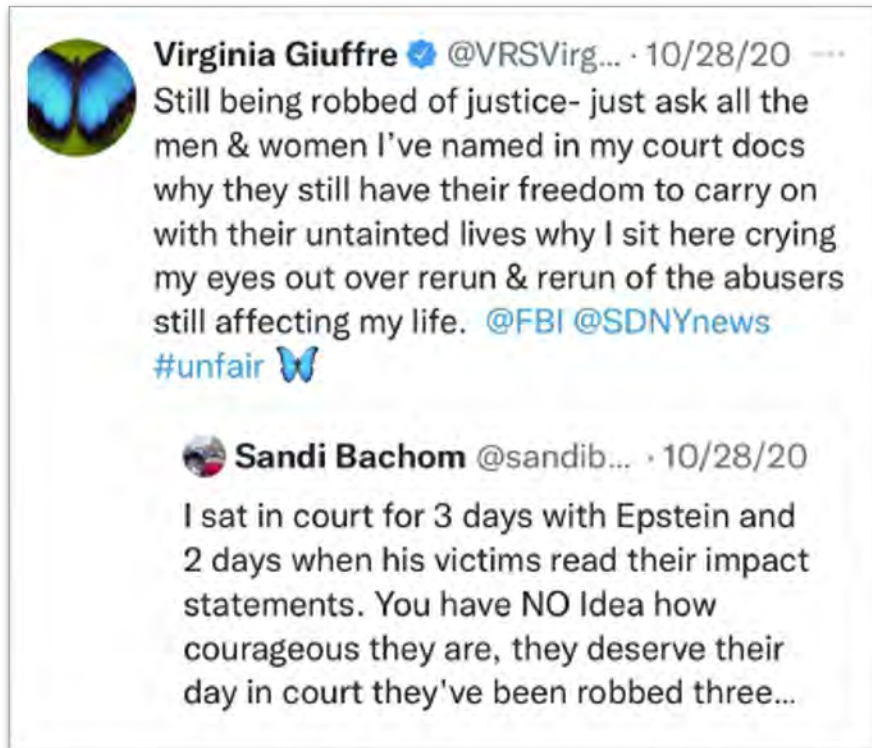 Virginia Giuffre @VRSVirg... · 10/28/20 ...
Still being robbed of justice- just ask all the
men & women I've named in my court docs
why they still have their freedom to carry on
with their untainted lives why I sit here crying
my eyes out over rerun & rerun of the abusers
still affecting my life. @FBI @SDNYnews
#unfair 🦋
Sandi Bachom @sandib... · 10/28/20
I sat in court for 3 days with Epstein and
2 days when his victims read their impact
statements. You have NO Idea how
courageous they are, they deserve their
day in court they've been robbed three...